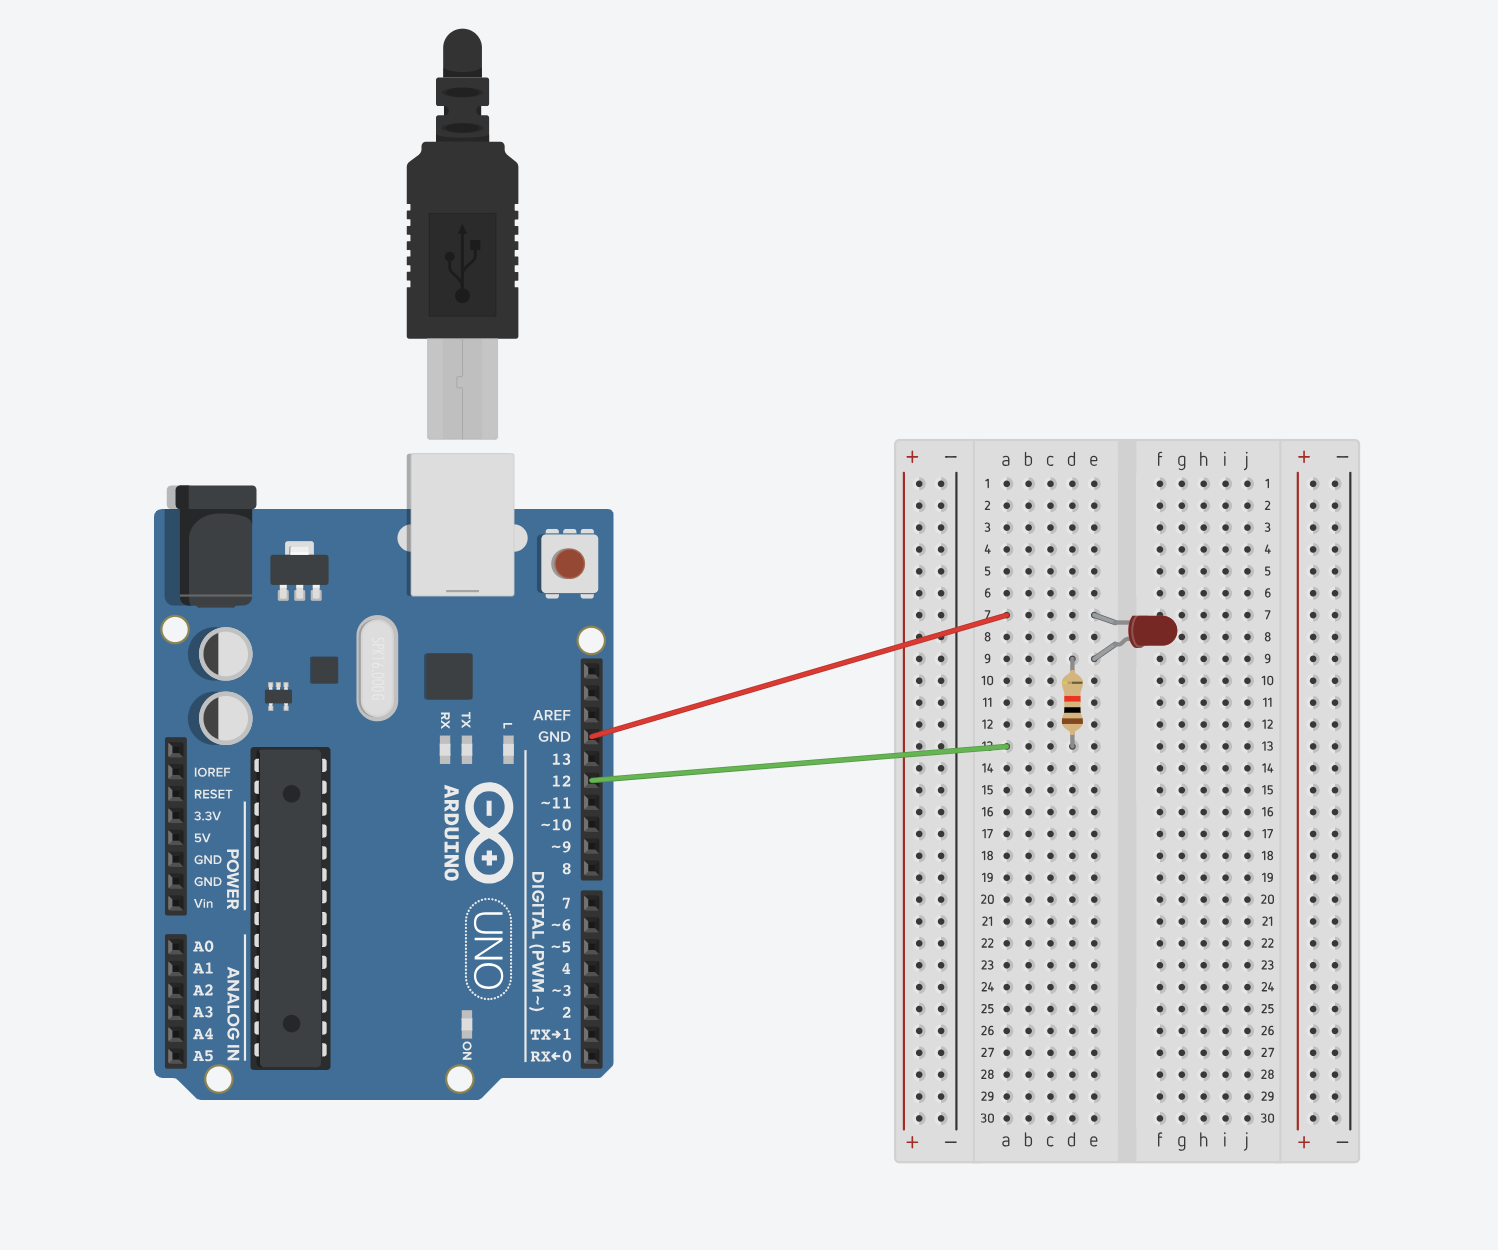 + − a b c d e f g h i j + −
1 1
2 2
3 3
4 4
5 5
6 6
7 7
8 8
9 9
10 10
11 11
12 12
13 13
14 14
15 15
16 16
17 17
18 18
19 19
20 20
21 21
22 22
23 23
24 24
25 25
26 26
27 27
28 28
29 29
30 30
+ − a b c d e f g h i j + −
SPK16.000G
RX
TX
L
AREF
GND
13
12
~11
~10
~9
8
7
~6
~5
4
~3
2
TX→1
RX←0
DIGITAL (PWM ~)
ARDUINO
UNO
ON
IOREF
RESET
3.3V
5V
GND
GND
Vin
POWER
A0
A1
A2
A3
A4
A5
ANALOG IN